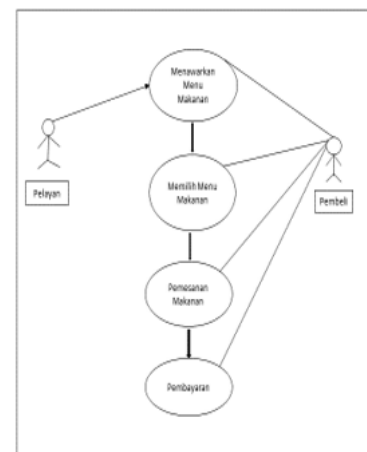 Menawarkan
Menu
Makanan
Pelayan
Memilih Menu
Makanan
Pembeli
Pemesanan
Makanan
Pembayaran